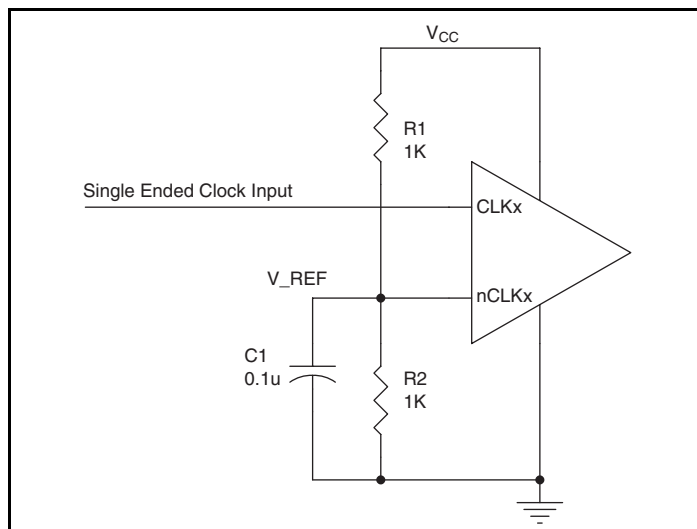 V_CC
R1
1K
Single Ended Clock Input
CLKx
V_REF
nCLKx
C1
0.1u
R2
1K